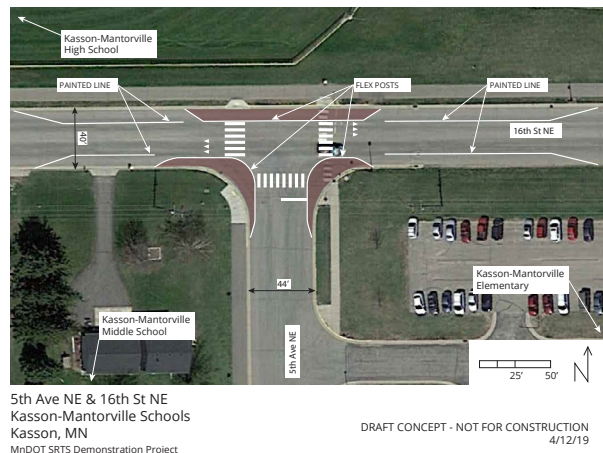 Kasson-Mantorville
High School
PAINTED LINE
FLEX POSTS
PAINTED LINE
16th St NE
40'
44'
Kasson-Mantorville
Elementary
Kasson-Mantorville
Middle School
5th Ave NE
25' 50'
N
5th Ave NE & 16th St NE
Kasson-Mantorville Schools
Kasson, MN
MnDOT SRTS Demonstration Project
DRAFT CONCEPT - NOT FOR CONSTRUCTION
4/12/19